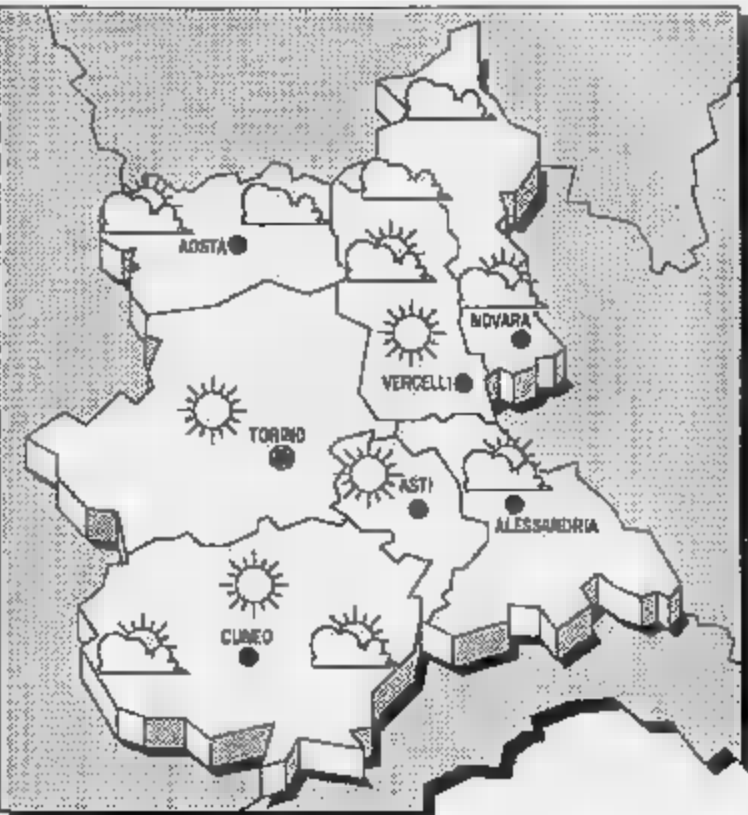 AOSTA
NOVARA
VERCELLI
TORINO
ASTI
ALESSANDRIA
CUNEO